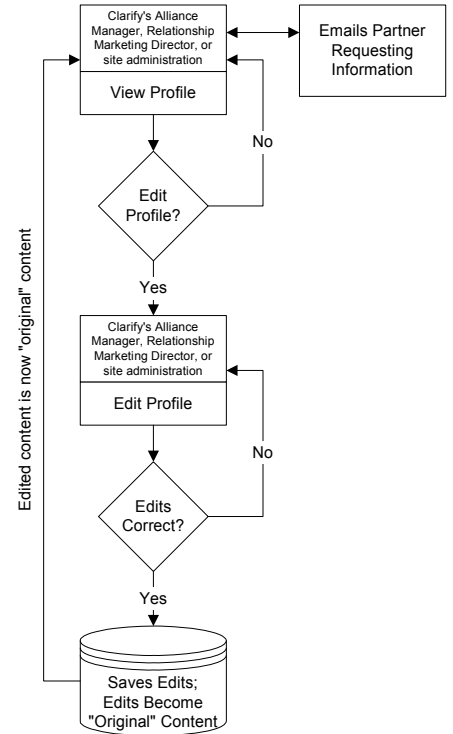 Clarify's Alliance
Manager, Relationship
Marketing Director, or
site administration
View Profile
Emails Partner
Requesting
Information
No
Edit
Profile?
Yes
Clarify's Alliance
Manager, Relationship
Marketing Director, or
site administration
Edit Profile
No
Edits
Correct?
Yes
Saves Edits;
Edits Become
"Original" Content
Edited content is now "original" content